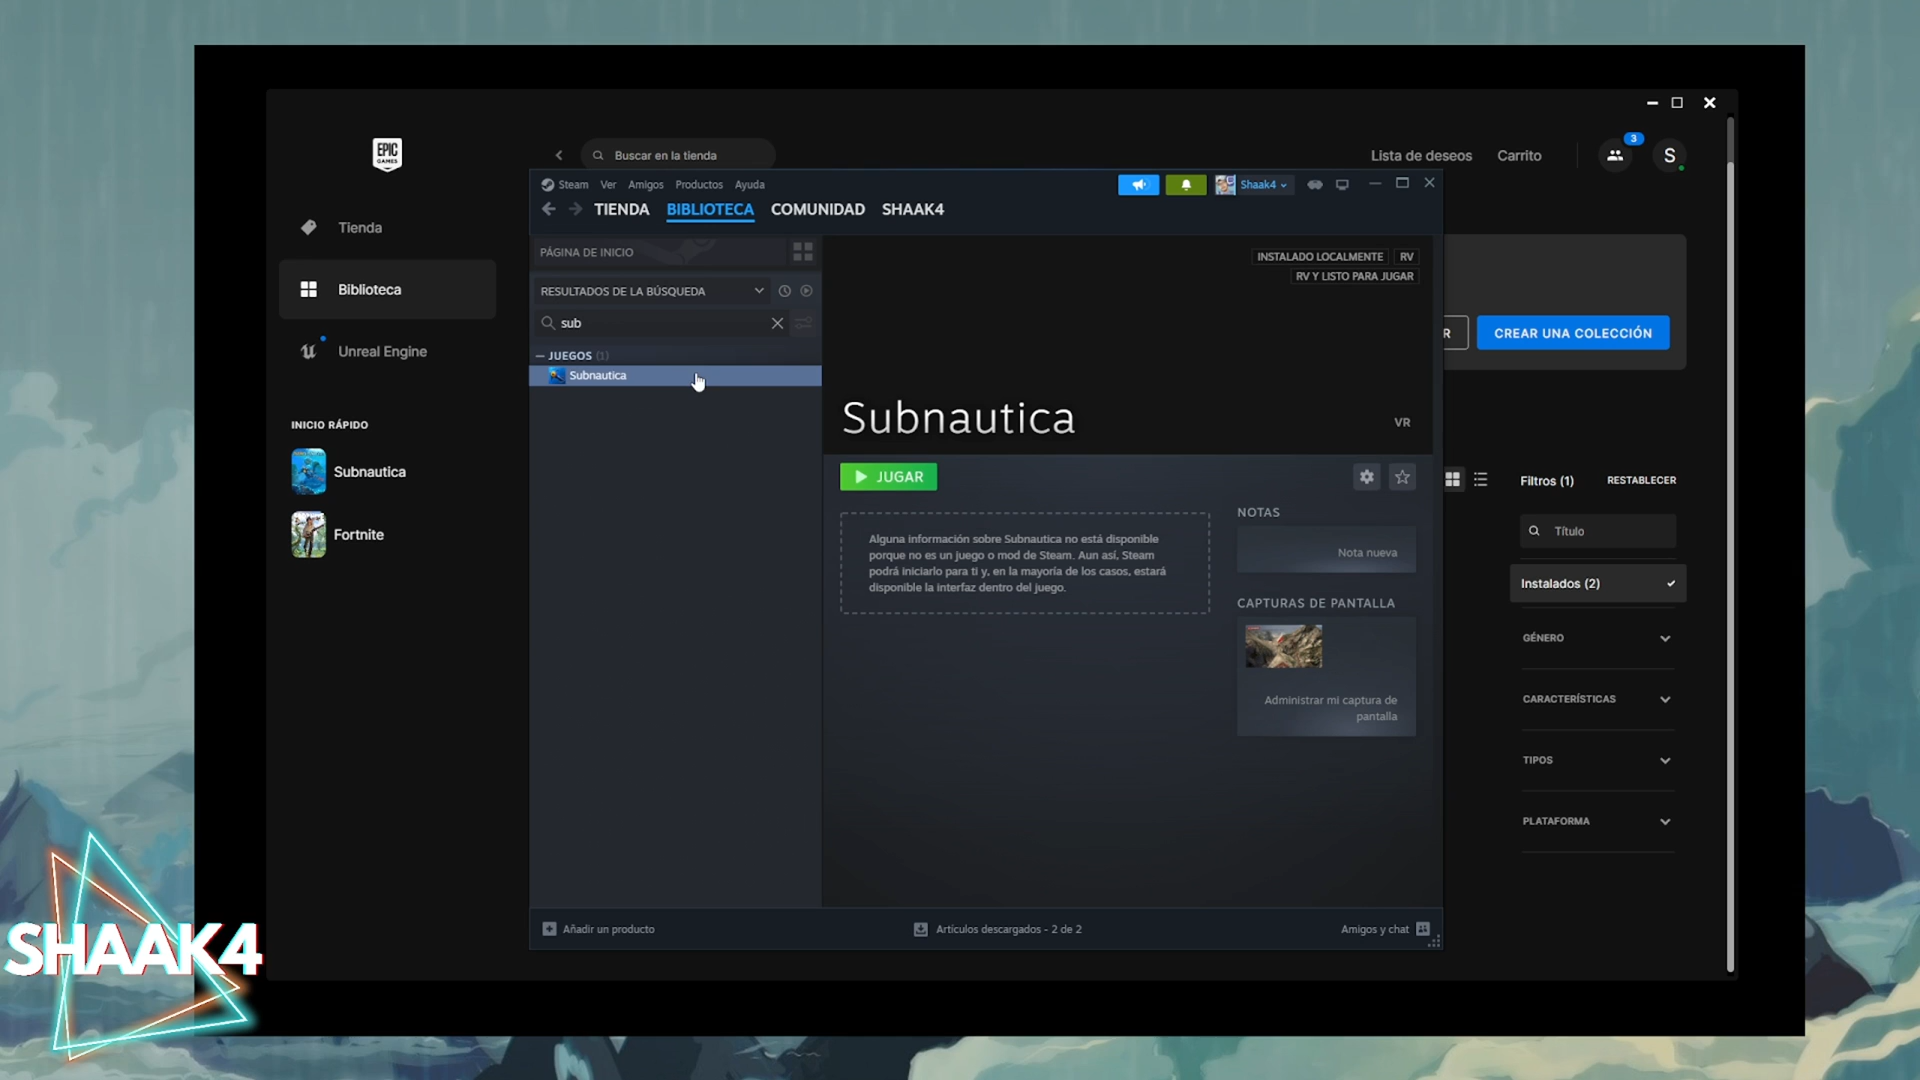 EPIC
GAMES
Buscar en la tienda
Lista de deseos
Carrito
3
S
Tienda
Biblioteca
Unreal Engine
INICIO RÁPIDO
Subnautica
Fortnite
Steam Ver Amigos Productos Ayuda
Shaak4
TIENDA BIBLIOTECA COMUNIDAD SHAAK4
PÁGINA DE INICIO
RESULTADOS DE LA BÚSQUEDA
sub
JUEGOS (1)
Subnautica
INSTALADO LOCALMENTE RV
RV Y LISTO PARA JUGAR
Subnautica
VR
JUGAR
Alguna información sobre Subnautica no está disponible
porque no es un juego o mod de Steam. Aun así, Steam
podrá iniciarlo para ti y, en la mayoría de los casos, estará
disponible la interfaz dentro del juego.
NOTAS
Nota nueva
CAPTURAS DE PANTALLA
Administrar mi captura de
pantalla
Añadir un producto
Artículos descargados - 2 de 2
Amigos y chat
R
CREAR UNA COLECCIÓN
Filtros (1)
RESTABLECER
Título
Instalados (2)
GÉNERO
CARACTERÍSTICAS
TIPOS
PLATAFORMA
SHAAK4